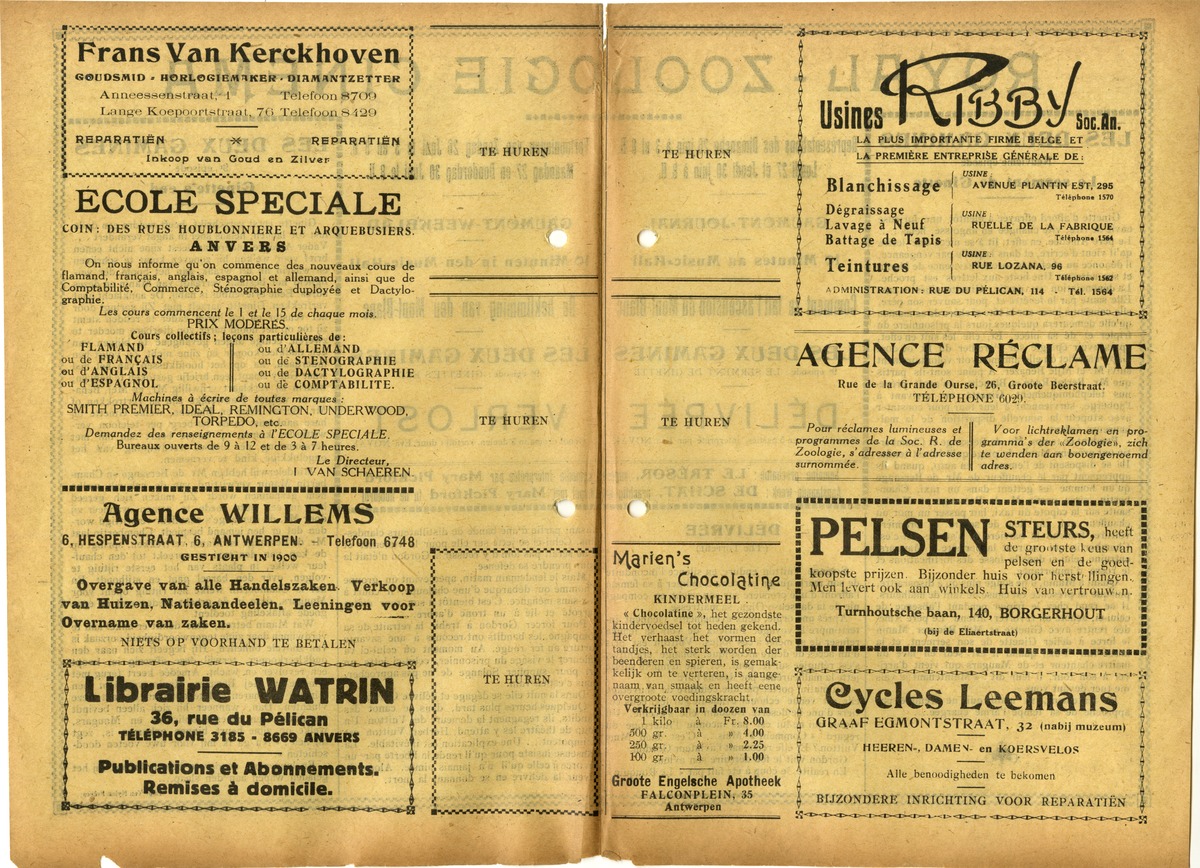 Frans Van Kerckhoven
GOUDSMID - HORLOGIEMAKER - DIAMANTZETTER
Anneessenstraat, 4 Telefoon 8709
Lange Koepoortstraat, 76 Telefoon 8429
REPARATIËN REPARATIËN
Inkoop van Goud en Zilver
ECOLE SPECIALE
COIN: DES RUES HOUBLONNIERE ET ARQUEBUSIERS.
ANVERS
On nous informe qu'on commence des nouveaux cours de
flamand, français, anglais, espagnol et allemand, ainsi que de
Comptabilité, Commerce, Sténographie duployée et Dactylo-
graphie.
Les cours commencent le 1 et le 15 de chaque mois.
PRIX MODERES.
Cours collectifs; leçons particulières de:
FLAMAND
ou de FRANÇAIS
ou d'ANGLAIS
ou d'ESPAGNOL
ou d'ALLEMAND
ou de STENOGRAPHIE
ou de DACTYLOGRAPHIE
ou de COMPTABILITE.
Machines à écrire de toutes marques:
SMITH PREMIER, IDEAL, REMINGTON, UNDERWOOD,
TORPEDO, etc.
Demandez des renseignements à l'ECOLE SPECIALE.
Bureaux ouverts de 9 à 12 et de 3 à 7 heures.
Le Directeur,
VAN SCHAEREN.
Agence WILLEMS
6, HESPENSTRAAT, 6, ANTWERPEN. - Telefoon 6748
GESTICHT IN 1900
Overgave van alle Handelszaken. Verkoop
van Huizen. Natieaandeelen. Leeningen voor
Overname van zaken.
NIETS OP VOORHAND TE BETALEN
Librairie WATRIN
36, rue du Pélican
TÉLÉPHONE 3185 - 8669 ANVERS
Publications et Abonnements.
Remises à domicile.
TE HUREN
TE HUREN
TE HUREN
TE HUREN
TE HUREN
Marien's
Chocolatine
KINDERMEEL
« Chocolatine », het gezondste
kindervoedsel tot heden gekend.
Het verhaast het vormen der
tandjes, het sterk worden der
beenderen en spieren, is gemak-
kelijk om te verteren, is aange-
naam van smaak en heeft eene
overgroote voedingskracht.
Verkrijgbaar in doozen van
1 kilo à Fr. 8.00
500 gr. à » 4.00
250 gr. à » 2.25
100 gr. à » 1.00
Groote Engelsche Apotheek
FALCONPLEIN, 35
Antwerpen
Usines RIBBY Soc. An.
LA PLUS IMPORTANTE FIRME BELGE ET
LA PREMIÈRE ENTREPRISE GÉNÉRALE DE:
Blanchissage
USINE:
AVENUE PLANTIN EST, 295
Téléphone 1570
Dégraissage
Lavage à Neuf
Battage de Tapis
USINE:
RUELLE DE LA FABRIQUE
Téléphone 1564
Teintures
USINE:
RUE LOZANA, 96
Téléphone 1562
ADMINISTRATION: RUE DU PÉLICAN, 114 - Tél. 1564
AGENCE RÉCLAME
Rue de la Grande Ourse, 26, Groote Beerstraat.
TÉLÉPHONE 6029.
Pour réclames lumineuses et
programmes de la Soc. R. de
Zoologie, s'adresser à l'adresse
surnommée.
Voor lichtreklamen en pro-
gramma's der «Zoologie», zich
te wenden aan bovengenoemd
adres.
PELSEN STEURS, heeft
de grootste keus van
pelsen en de goed-
koopste prijzen. Bijzonder huis voor herstellingen.
Men levert ook aan winkels. Huis van vertrouwen.
Turnhoutsche baan, 140, BORGERHOUT
(bij de Eliaertstraat)
Cycles Leemans
GRAAF EGMONTSTRAAT, 32 (nabij muzeum)
HEEREN-, DAMEN- en KOERSVELOS
Alle benoodigheden te bekomen
BIJZONDERE INRICHTING VOOR REPARATIËN